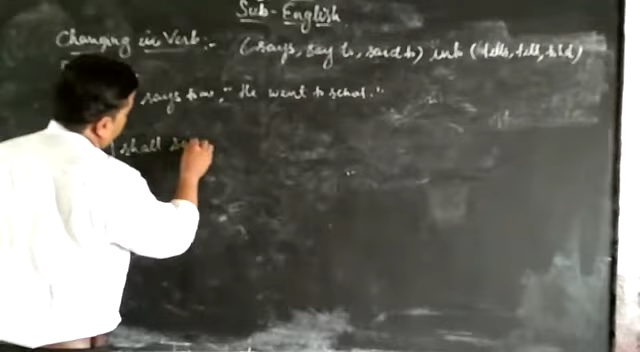 Sub- English
Changing in Verb:- (says, say to, said to) into (tells, tell, told)
says to me, "He went to school."
shall